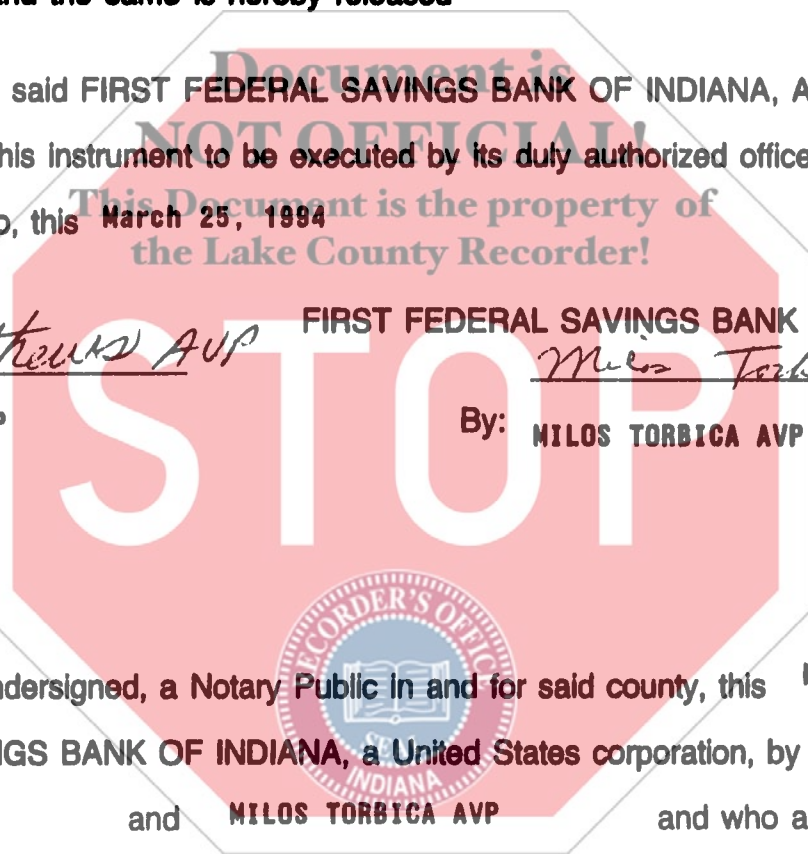 and the same is hereby released
Document is
said FIRST FEDERAL SAVINGS BANK OF INDIANA, A
NOT OFFICIAL!
his instrument to be executed by its duly authorized office
This Document is the property of
o, this March 25, 1994
the Lake County Recorder!
FIRST FEDERAL SAVINGS BANK
AVP
Milos
By: MILOS TORBICA AVP
STOP
RECORDER'S OFFICE
ndersigned, a Notary Public in and for said county, this
NGS BANK OF INDIANA, a United States corporation, by
SEAL
INDIANA
and MILOS TORBICA AVP and who a